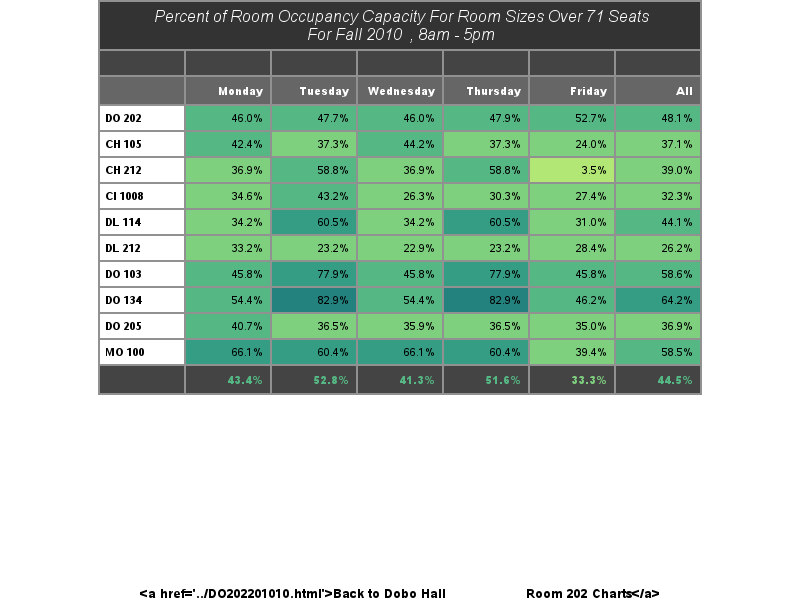 Percent of Room Occupancy Capacity For Room Sizes Over 71 Seats
For Fall 2010 , 8am - 5pm
Monday Tuesday Wednesday Thursday Friday All
DO 202 46.0% 47.7% 46.0% 47.9% 52.7% 48.1%
CH 105 42.4% 37.3% 44.2% 37.3% 24.0% 37.1%
CH 212 36.9% 58.8% 36.9% 58.8% 3.5% 39.0%
CI 1008 34.6% 43.2% 26.3% 30.3% 27.4% 32.3%
DL 114 34.2% 60.5% 34.2% 60.5% 31.0% 44.1%
DL 212 33.2% 23.2% 22.9% 23.2% 28.4% 26.2%
DO 103 45.8% 77.9% 45.8% 77.9% 45.8% 58.6%
DO 134 54.4% 82.9% 54.4% 82.9% 46.2% 64.2%
DO 205 40.7% 36.5% 35.9% 36.5% 35.0% 36.9%
MO 100 66.1% 60.4% 66.1% 60.4% 39.4% 58.5%
43.4% 52.8% 41.3% 51.6% 33.3% 44.5%
<a href='../DO202201010.html'>Back to Dobo Hall Room 202 Charts</a>